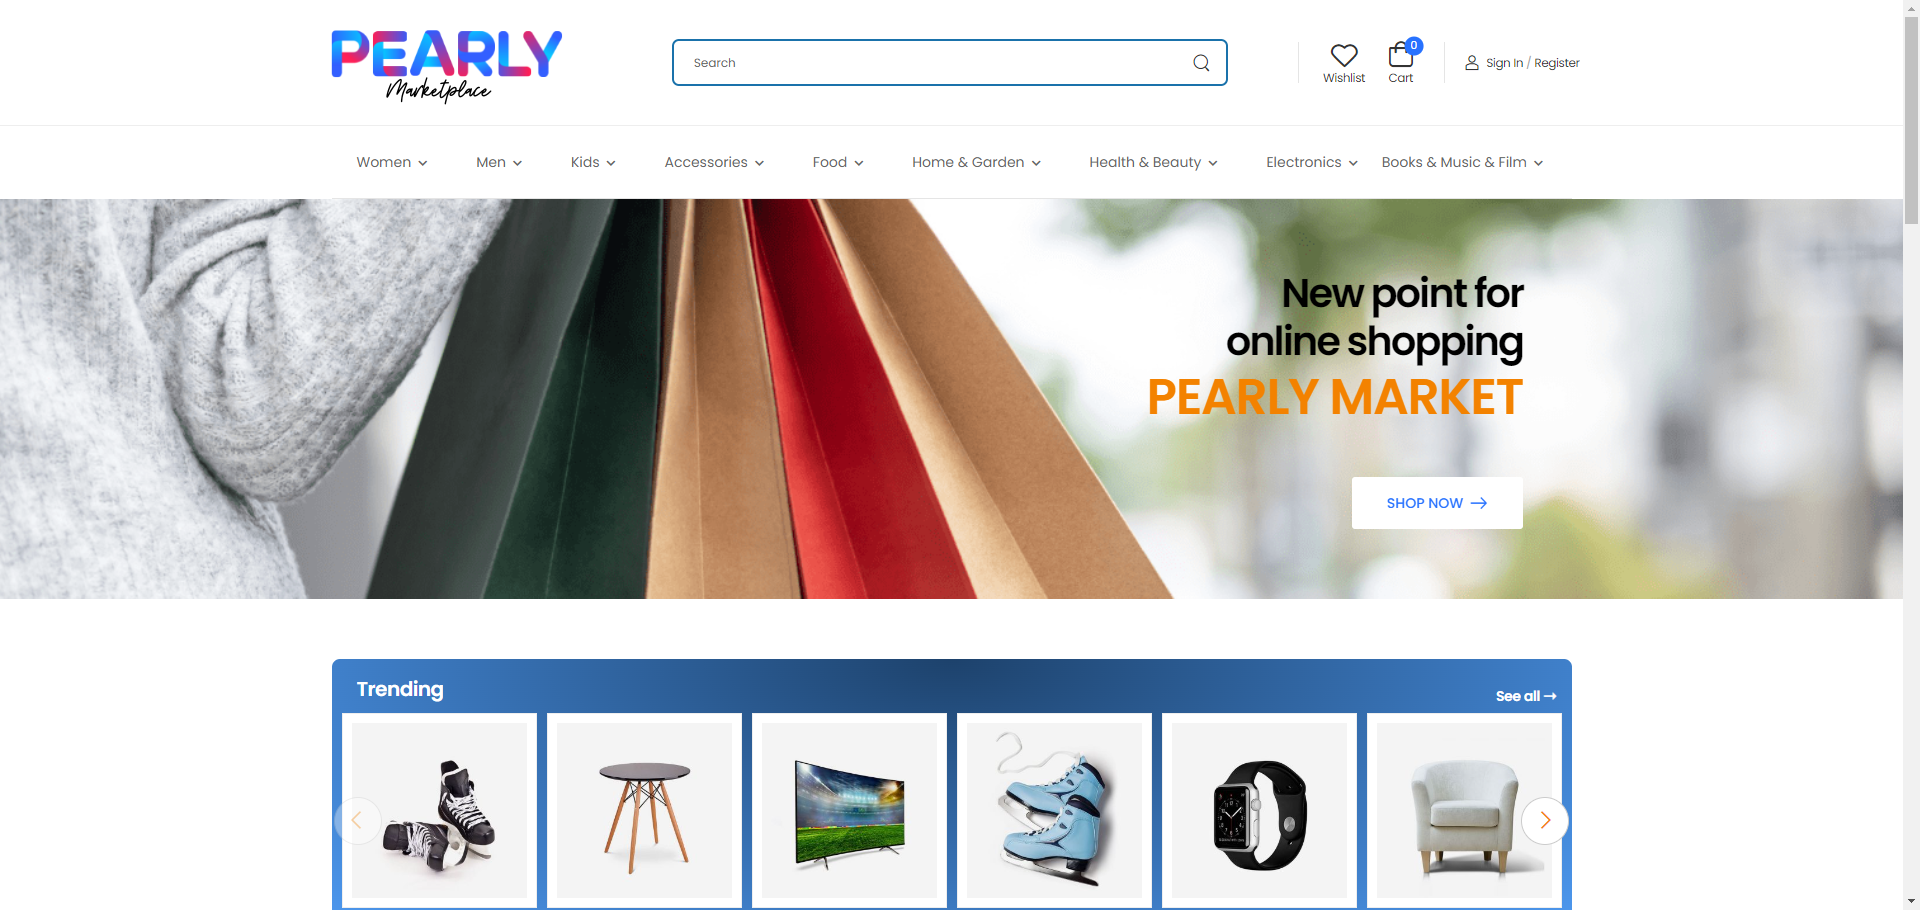 PEARLY
Marketplace
Search
Wishlist
Cart
0
Sign In / Register
Women
Men
Kids
Accessories
Food
Home & Garden
Health & Beauty
Electronics
Books & Music & Film
New point for
online shopping
PEARLY MARKET
SHOP NOW →
Trending
See all →